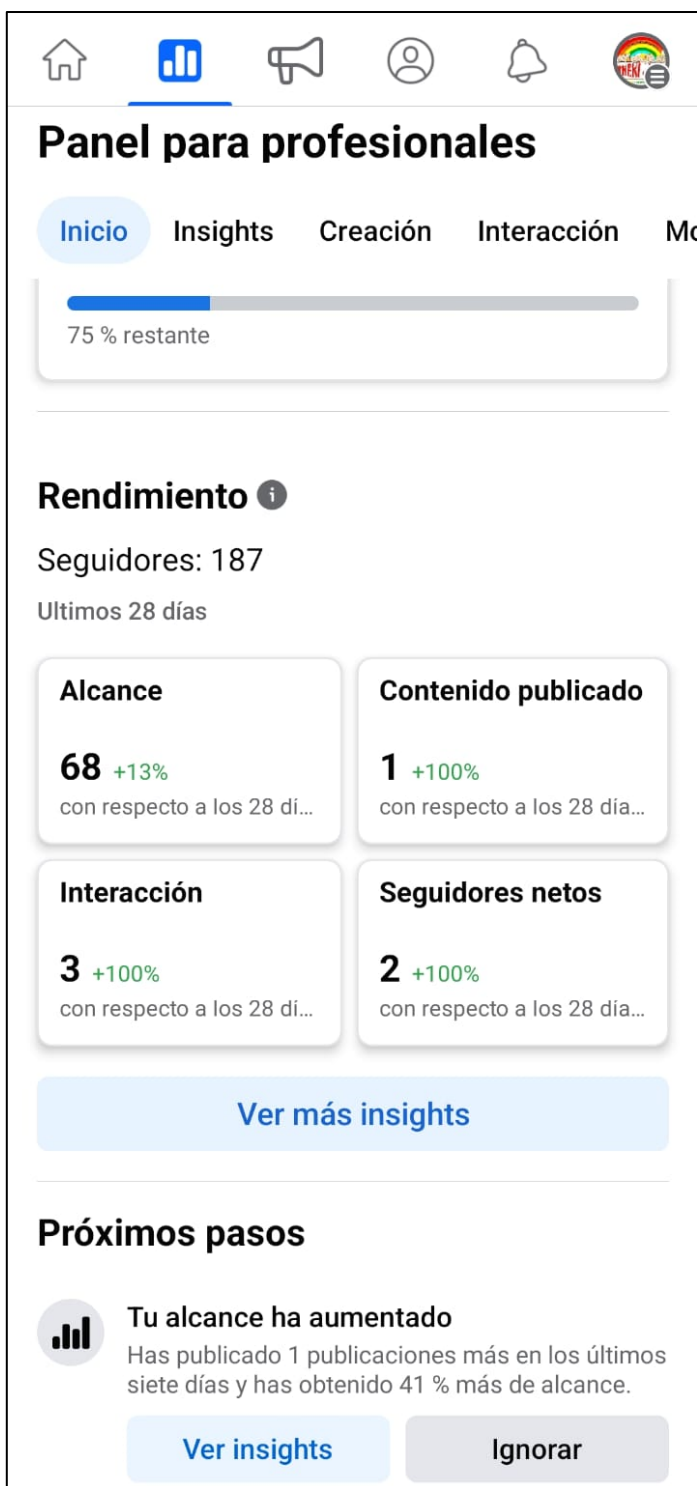 Panel para profesionales
Inicio Insights Creación Interacción Mo
75 % restante
Rendimiento
Seguidores: 187
Ultimos 28 días
Alcance
68 +13%
con respecto a los 28 dí...
Contenido publicado
1 +100%
con respecto a los 28 día...
Interacción
3 +100%
con respecto a los 28 dí...
Seguidores netos
2 +100%
con respecto a los 28 día...
Ver más insights
Próximos pasos
Tu alcance ha aumentado
Has publicado 1 publicaciones más en los últimos
siete días y has obtenido 41 % más de alcance.
Ver insights
Ignorar